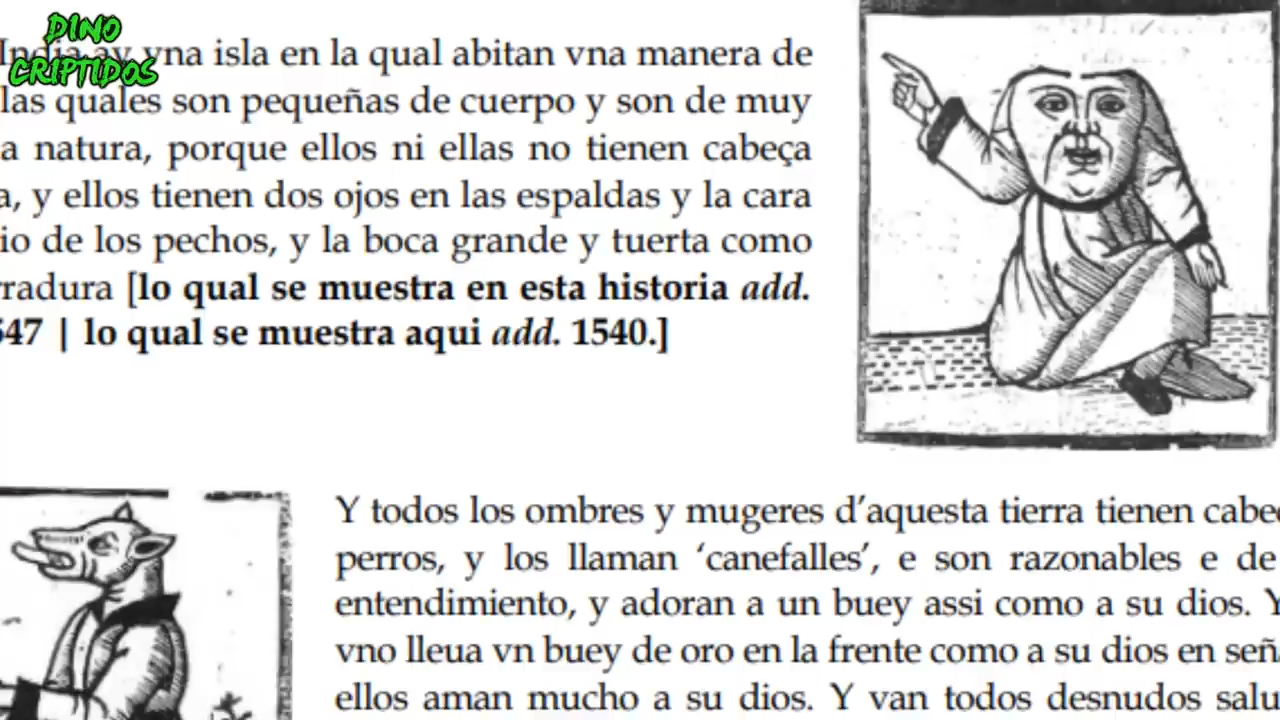 DINO
CRIPTIDOS
India ay vna isla en la qual abitan vna manera de
las quales son pequeñas de cuerpo y son de muy
a natura, porque ellos ni ellas no tienen cabeça
a, y ellos tienen dos ojos en las espaldas y la cara
io de los pechos, y la boca grande y tuerta como
rradura [lo qual se muestra en esta historia add.
547 | lo qual se muestra aqui add. 1540.]
Y todos los ombres y mugeres d'aquesta tierra tienen cabeç
perros, y los llaman 'canefalles', e son razonables e de
entendimiento, y adoran a un buey assi como a su dios. Y
vno lleua vn buey de oro en la frente como a su dios en señ
ellos aman mucho a su dios. Y van todos desnudos salu